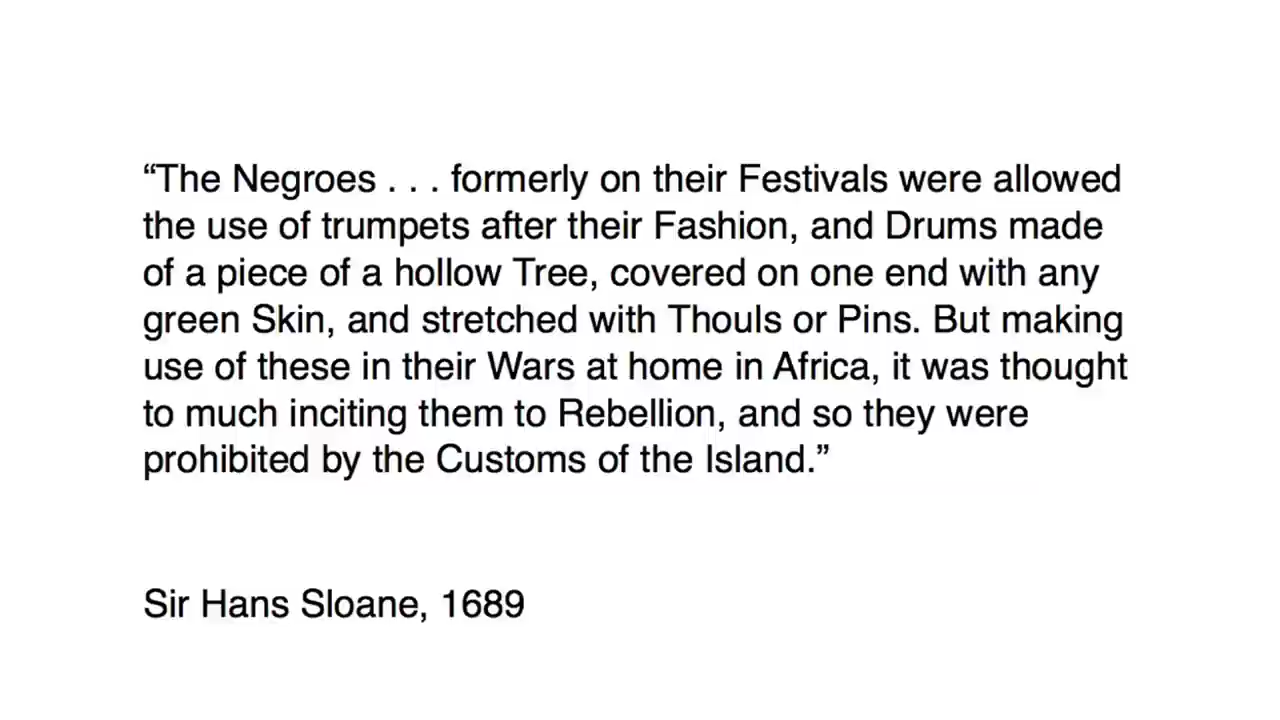 “The Negroes . . . formerly on their Festivals were allowed
the use of trumpets after their Fashion, and Drums made
of a piece of a hollow Tree, covered on one end with any
green Skin, and stretched with Thouls or Pins. But making
use of these in their Wars at home in Africa, it was thought
to much inciting them to Rebellion, and so they were
prohibited by the Customs of the Island.”
Sir Hans Sloane, 1689